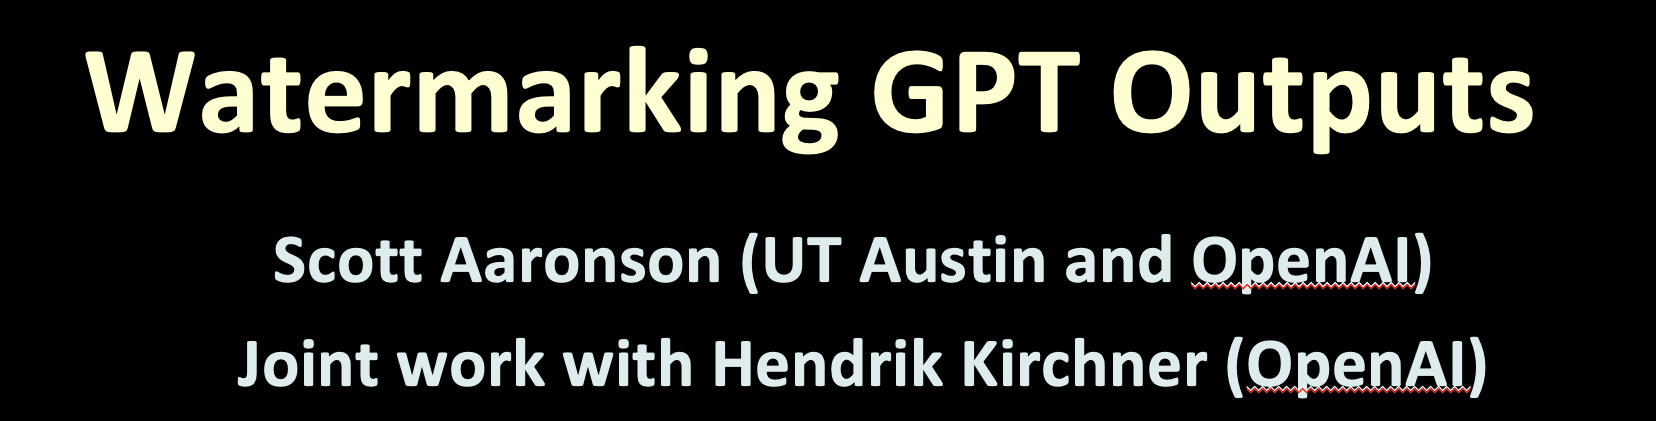 Watermarking GPT Outputs
Scott Aaronson (UT Austin and OpenAI)
Joint work with Hendrik Kirchner (OpenAI)